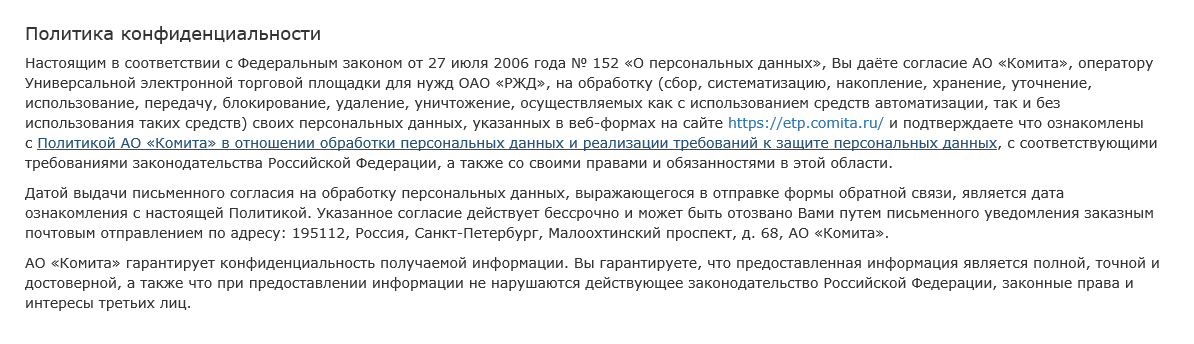 Политика конфиденциальности
Настоящим в соответствии с Федеральным законом от 27 июля 2006 года № 152 «О персональных данных», Вы даёте согласие АО «Комита», оператору
Универсальной электронной торговой площадки для нужд ОАО «РЖД», на обработку (сбор, систематизацию, накопление, хранение, уточнение,
использование, передачу, блокирование, удаление, уничтожение, осуществляемых как с использованием средств автоматизации, так и без
использования таких средств) своих персональных данных, указанных в веб-формах на сайте https://etp.comita.ru/ и подтверждаете что ознакомлены
с Политикой АО «Комита» в отношении обработки персональных данных и реализации требований к защите персональных данных, с соответствующими
требованиями законодательства Российской Федерации, а также со своими правами и обязанностями в этой области.
Датой выдачи письменного согласия на обработку персональных данных, выражающегося в отправке формы обратной связи, является дата
ознакомления с настоящей Политикой. Указанное согласие действует бессрочно и может быть отозвано Вами путем письменного уведомления заказным
почтовым отправлением по адресу: 195112, Россия, Санкт-Петербург, Малоохтинский проспект, д. 68, АО «Комита».
АО «Комита» гарантирует конфиденциальность получаемой информации. Вы гарантируете, что предоставленная информация является полной, точной и
достоверной, а также что при предоставлении информации не нарушаются действующее законодательство Российской Федерации, законные права и
интересы третьих лиц.